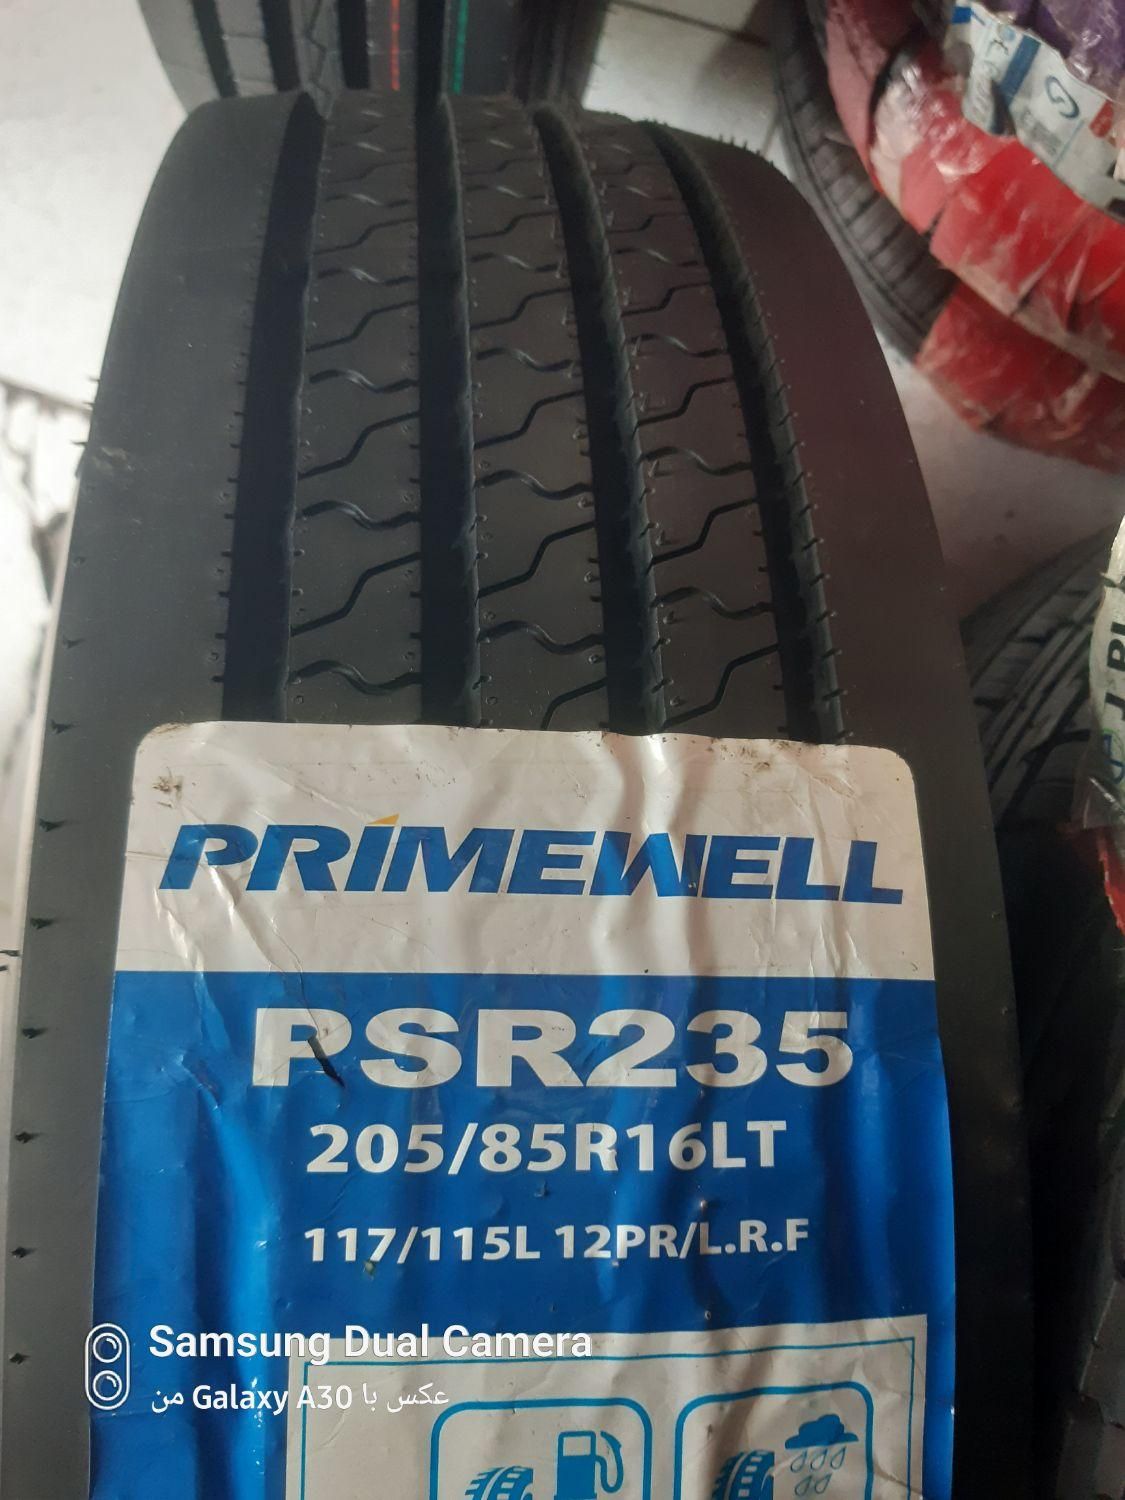 PRIMEWELL
PSR235
205/85R16LT
117/115L 12PR/L.R.F
Samsung Dual Camera
عکس با Galaxy A30 من